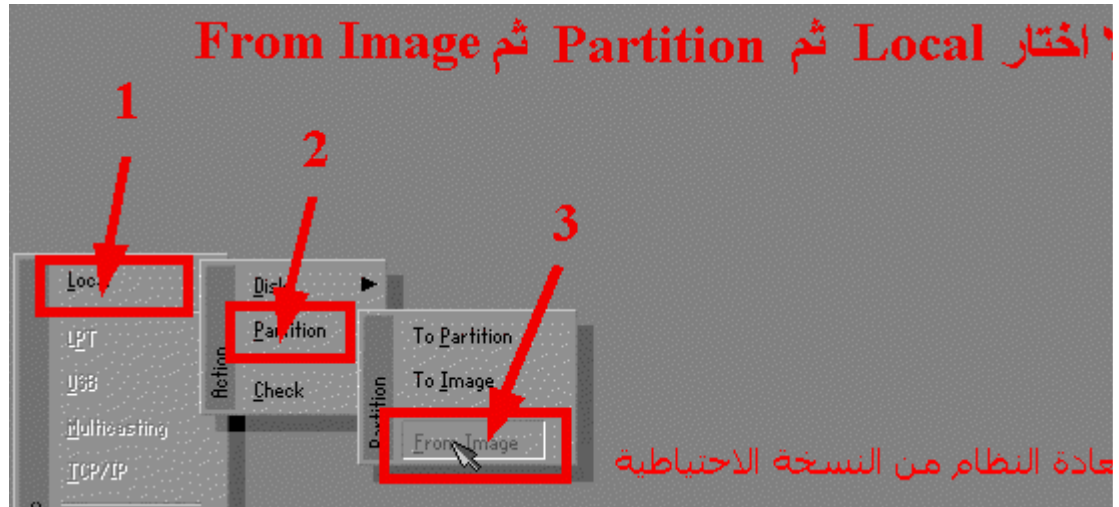 اختار Local ثم Partition ثم From Image
1
2
3
Local
LPT
USB
Multicasting
TCP/IP
Action
Disk
Partition
Check
Partition
To Partition
To Image
From Image
النظام من النسخة الاحتياطية